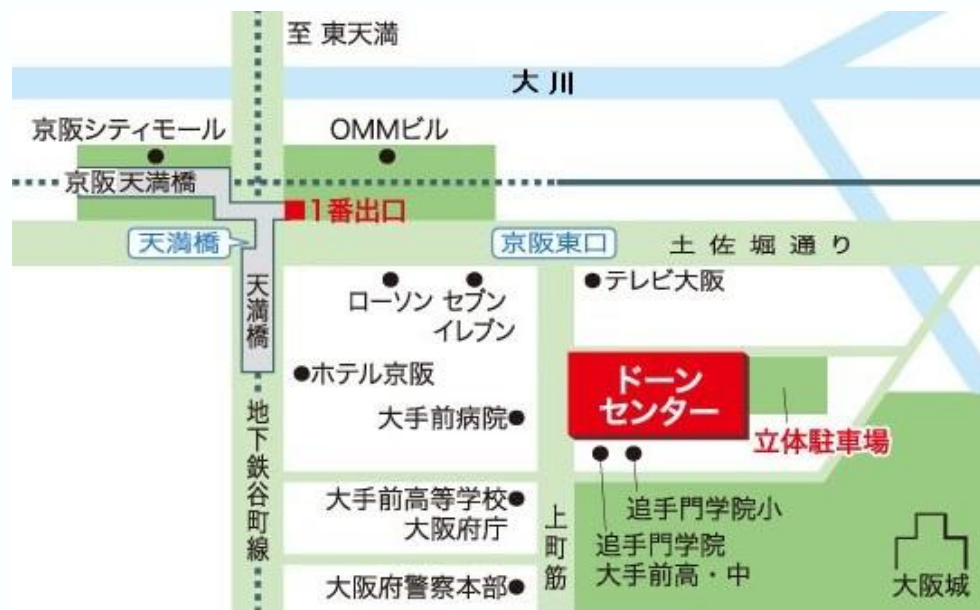 至 東天満
大川
京阪シティモール
OMMビル
京阪天満橋
1番出口
天満橋
京阪東口
土佐堀通り
天満橋
ローソン
セブン
イレブン
テレビ大阪
ホテル京阪
ドーン
センター
大手前病院
立体駐車場
地下鉄谷町線
大手前高等学校
大阪府庁
上町筋
追手門学院小
追手門学院
大手前高・中
大阪府警察本部
大阪城